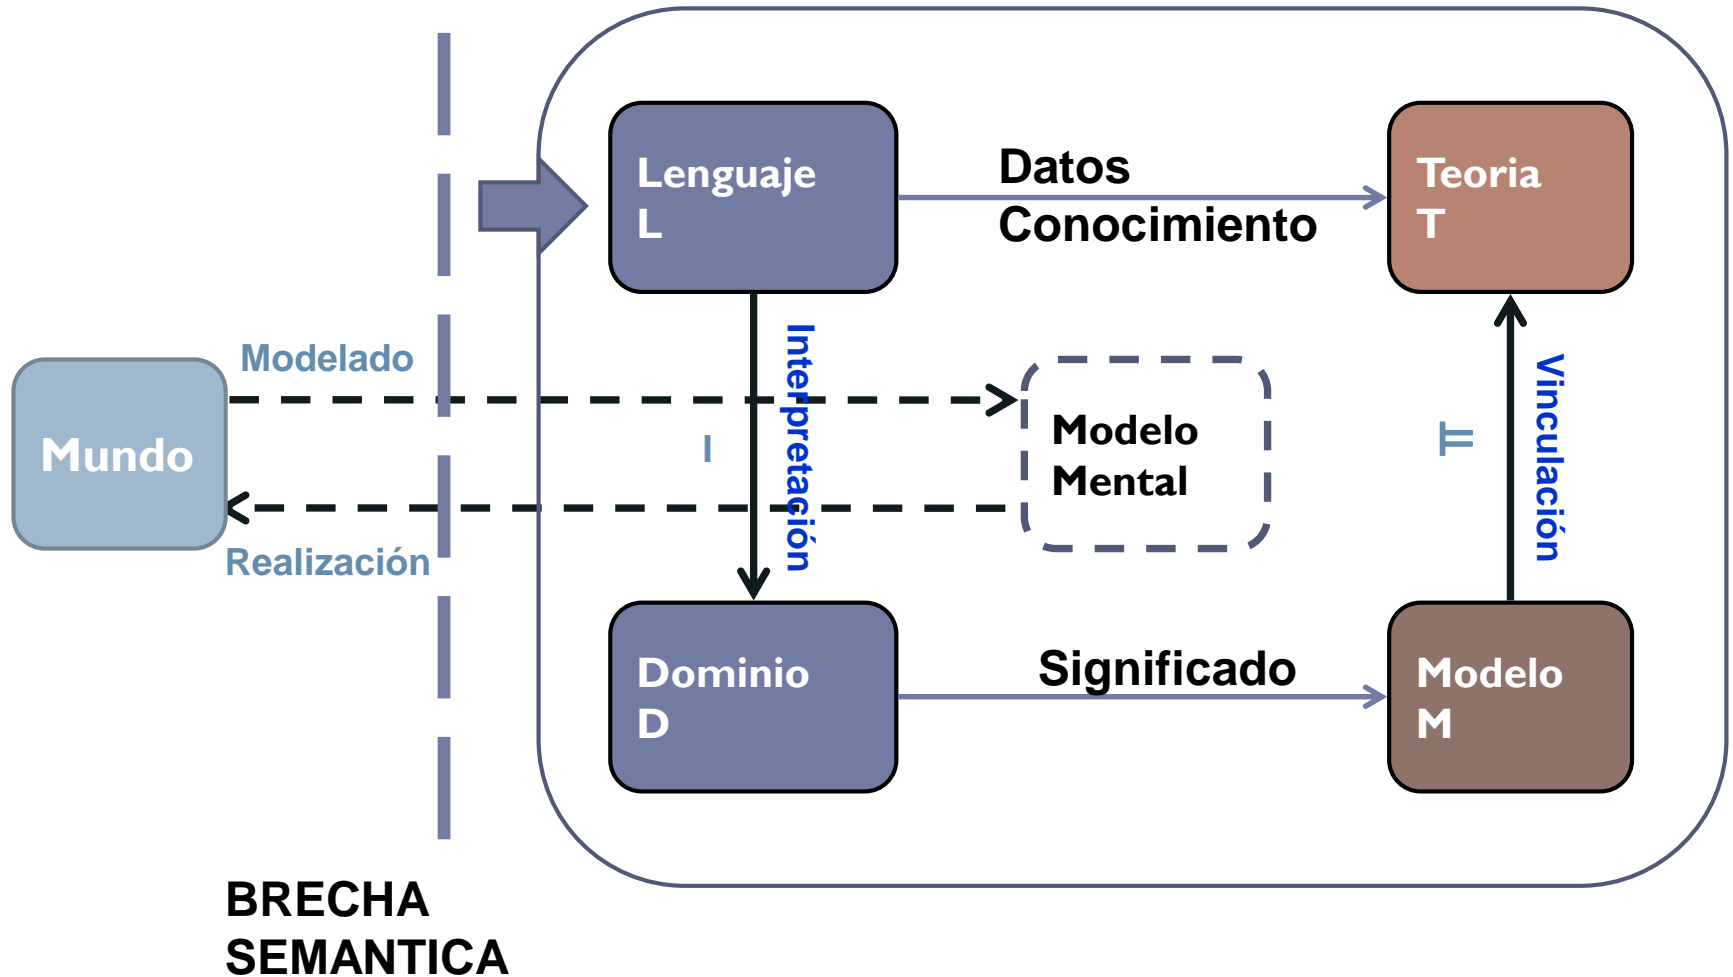 Lenguaje
L
Datos
Conocimiento
Teoria
T
Modelado
Mundo
Realización
I
Interpretación
Modelo
Mental
⊨
Vinculación
Dominio
D
Significado
Modelo
M
BRECHA
SEMANTICA